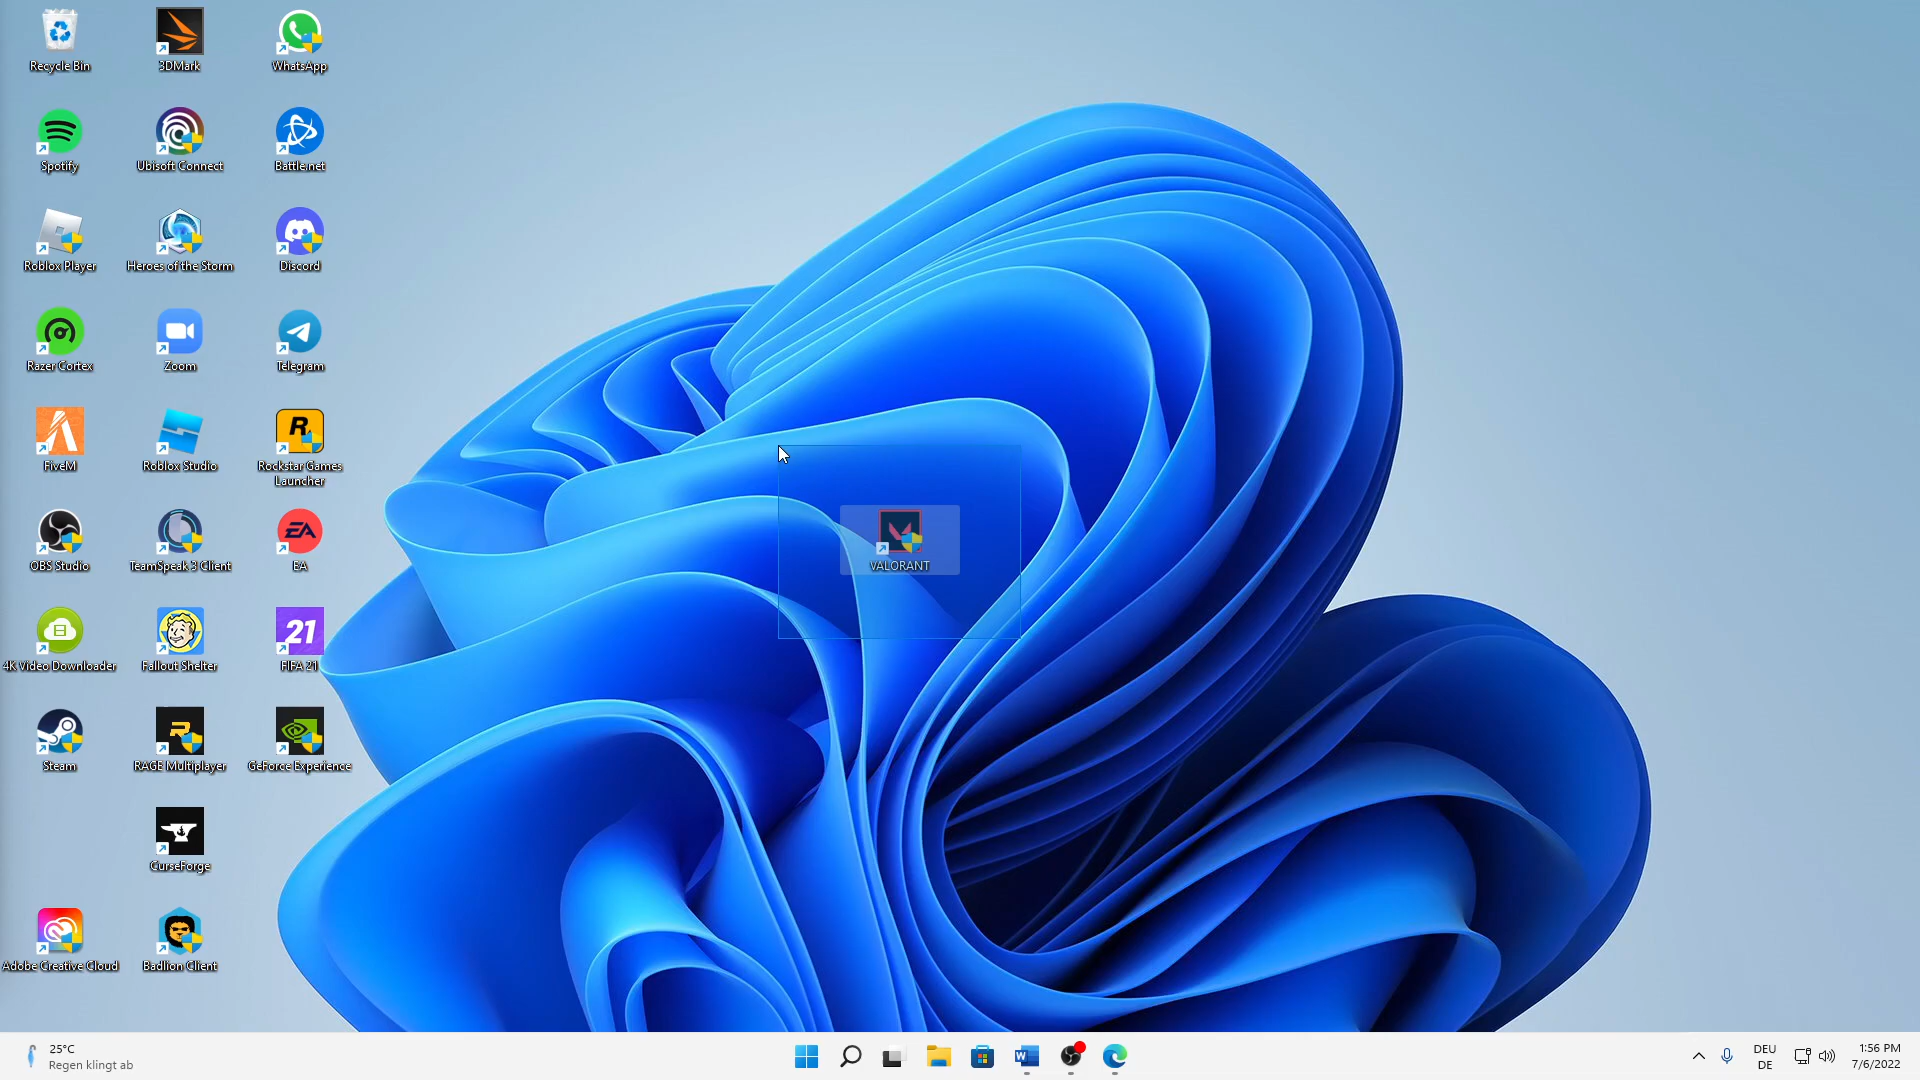 Recycle Bin
3DMark
WhatsApp
Spotify
Ubisoft Connect
Battle.net
Roblox Player
Heroes of the Storm
Discord
Razer Cortex
Zoom
Telegram
FiveM
Roblox Studio
R
Rockstar Games
Launcher
OBS Studio
TeamSpeak 3 Client
EA
EA
VALORANT
4K Video Downloader
Fallout Shelter
21
FIFA 21
Steam
RAGE Multiplayer
GeForce Experience
CurseForge
Adobe Creative Cloud
Badlion Client
25°C
Regen klingt ab
W
DEU
DE
1:56 PM
7/6/2022